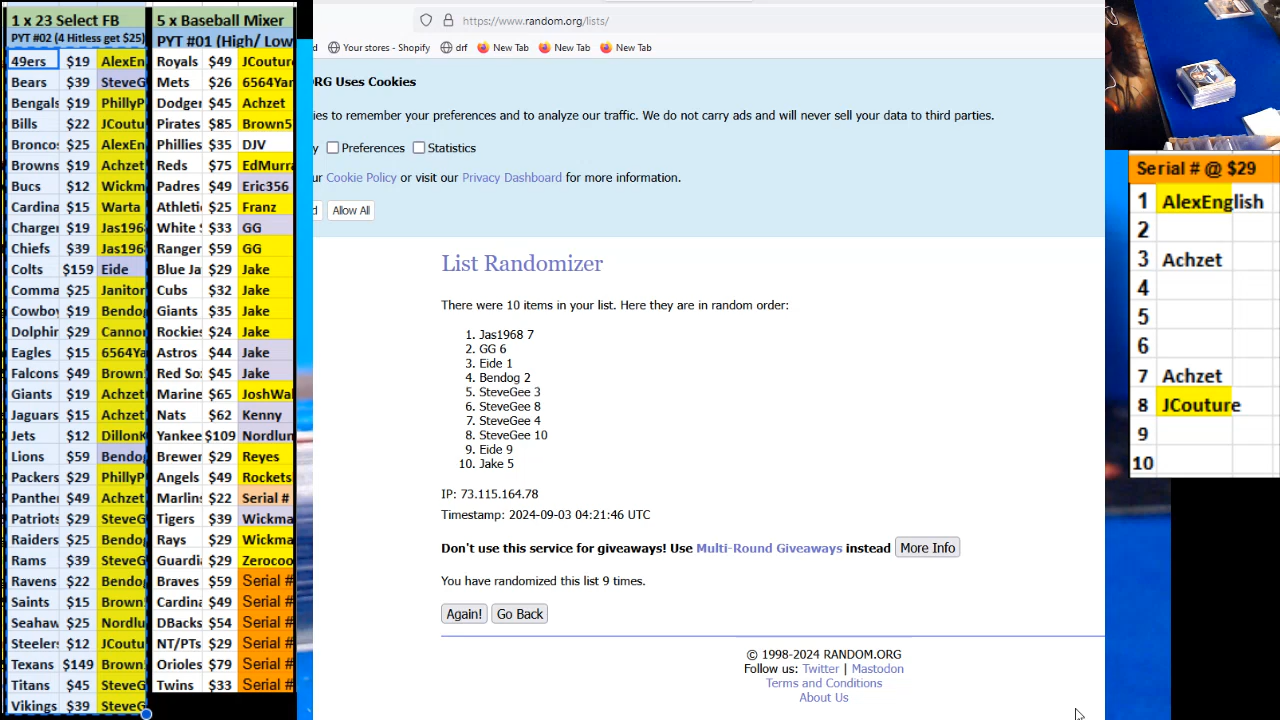 1 x 23 Select FB
PYT #02 (4 Hitless get $25)
49ers $19 AlexEn
Bears $39 SteveG
Bengals $19 PhillyP
Bills $22 JCoutu
Broncos $25 AlexEn
Browns $19 Achzet
Bucs $12 Wickm
Cardina $15 Warta
Charger $19 Jas1968
Chiefs $39 Jas1968
Colts $159 Eide
Comma $25 Janitor
Cowboy $19 Bendog
Dolphin $29 Cannon
Eagles $15 6564Ya
Falcons $49 Brown
Giants $19 Achzet
Jaguars $15 Achzet
Jets $12 DillonK
Lions $59 Bendog
Packers $29 PhillyP
Panther $49 Achzet
Patriots $29 SteveG
Raiders $25 Bendog
Rams $39 SteveG
Ravens $22 Bendog
Saints $15 Brown
Seahaw $25 Nordlu
Steelers $12 JCoutu
Texans $149 Brown
Titans $45 SteveG
Vikings $39 SteveG
5 x Baseball Mixer
PYT #01 (High/ Low
Royals $49 JCouture
Mets $26 6564Yan
Dodger $45 Achzet
Pirates $85 Brown5
Phillies $35 DJV
Reds $75 EdMurra
Padres $49 Eric356
Athletic $25 Franz
White S $33 GG
Ranger $59 GG
Blue Ja $29 Jake
Cubs $32 Jake
Giants $35 Jake
Rockies $24 Jake
Astros $44 Jake
Red Sox $45 Jake
Marine $65 JoshWal
Nats $62 Kenny
Yankee $109 Nordlun
Brewer $29 Reyes
Angels $49 Rockets
Marlins $22 Serial #
Tigers $39 Wickma
Rays $29 Wickma
Guardia $29 Zerocoo
Braves $59 Serial #
Cardina $49 Serial #
DBacks $54 Serial #
NT/PTs $29 Serial #
Orioles $79 Serial #
Twins $33 Serial #
https://www.random.org/lists/
d Your stores - Shopify drf New Tab New Tab New Tab
ORG Uses Cookies
ies to remember your preferences and to analyze our traffic. We do not carry ads and will never sell your data to third parties.
y Preferences Statistics
ur Cookie Policy or visit our Privacy Dashboard for more information.
d Allow All
List Randomizer
There were 10 items in your list. Here they are in random order:
1. Jas1968 7
2. GG 6
3. Eide 1
4. Bendog 2
5. SteveGee 3
6. SteveGee 8
7. SteveGee 4
8. SteveGee 10
9. Eide 9
10. Jake 5
IP: 73.115.164.78
Timestamp: 2024-09-03 04:21:46 UTC
Don't use this service for giveaways! Use Multi-Round Giveaways instead More Info
You have randomized this list 9 times.
Again! Go Back
© 1998-2024 RANDOM.ORG
Follow us: Twitter | Mastodon
Terms and Conditions
About Us
Serial # @ $29
1 AlexEnglish
2
3 Achzet
4
5
6
7 Achzet
8 JCouture
9
10